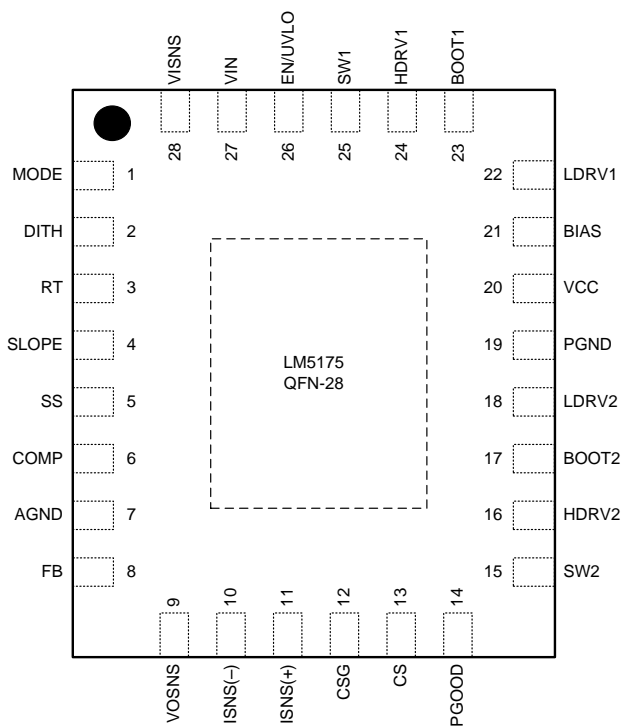 VISNS
VIN
EN/UVLO
SW1
HDRV1
BOOT1
28
27
26
25
24
23
MODE 1
22 LDRV1
DITH 2
21 BIAS
RT 3
20 VCC
SLOPE 4
19 PGND
LM5175
QFN-28
SS 5
18 LDRV2
COMP 6
17 BOOT2
AGND 7
16 HDRV2
FB 8
15 SW2
9
10
11
12
13
14
VOSNS
ISNS(–)
ISNS(+)
CSG
CS
PGOOD